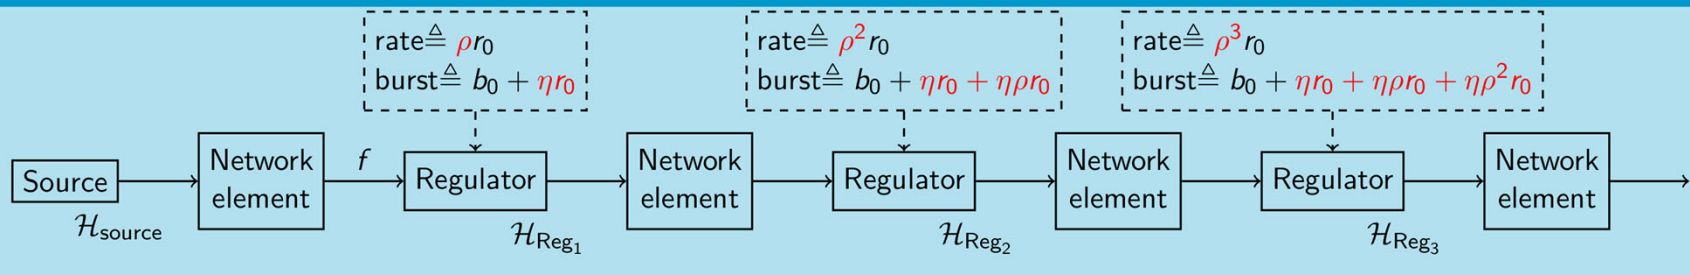 rate≜ ρr₀
burst≜ b₀ + ηr₀
rate≜ ρ²r₀
burst≜ b₀ + ηr₀ + ηρr₀
rate≜ ρ³r₀
burst≜ b₀ + ηr₀ + ηρr₀ + ηρ²r₀
Source
Network
element
f
Regulator
Network
element
Regulator
Network
element
Regulator
Network
element
ℋsource
ℋReg₁
ℋReg₂
ℋReg₃